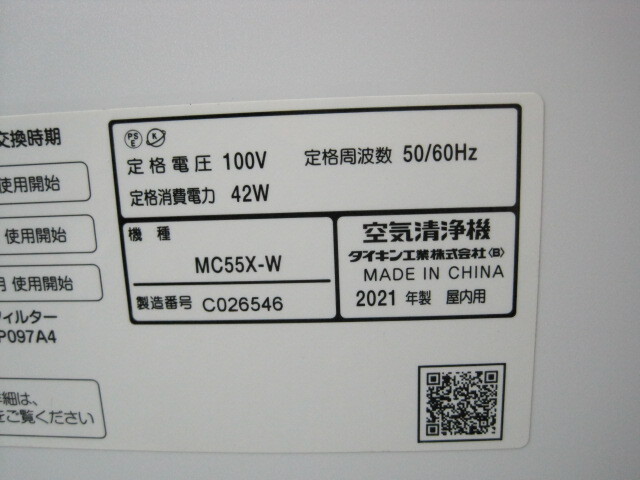 交換時期
使用開始
使用開始
使用開始
フィルター
P097A4
詳細は、
をご覧ください
PS
E
定格電圧 100V 定格周波数 50/60Hz
定格消費電力 42W
機種
MC55X-W
製造番号 C026546
空気清浄機
ダイキン工業株式会社〈B〉
MADE IN CHINA
2021 年製 屋内用